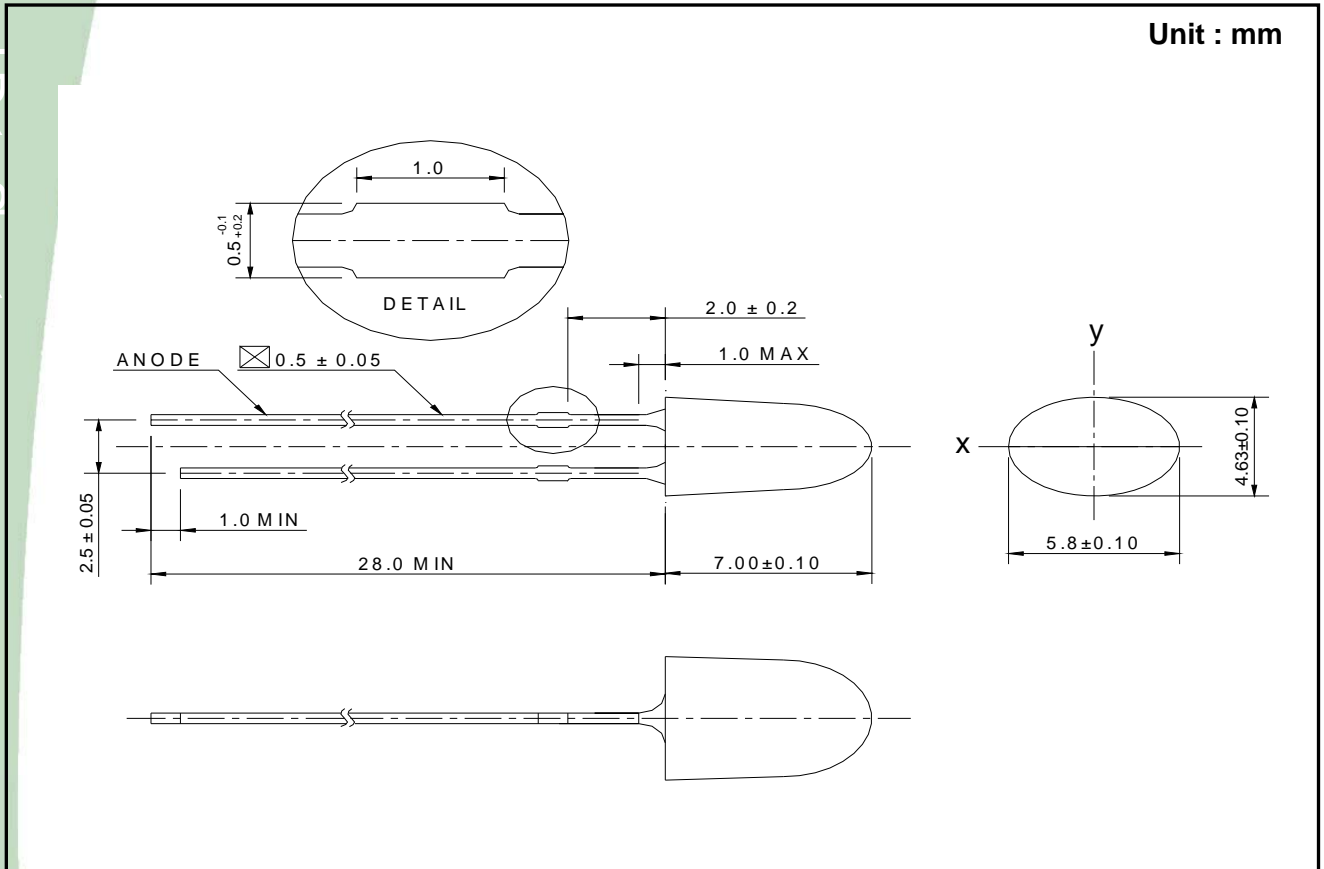 Unit : mm
1.0
0.5 -0.1 +0.2
DETAIL
2.0 ± 0.2
1.0 MAX
ANODE
0.5 ± 0.05
y
x
4.63±0.10
5.8±0.10
2.5 ± 0.05
1.0 MIN
28.0 MIN
7.00±0.10